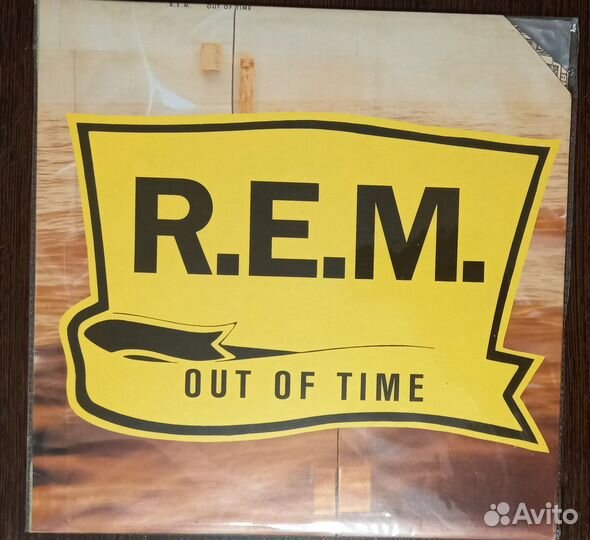 R.E.M. OUT OF TIME
R.E.M.
OUT OF TIME
Avito